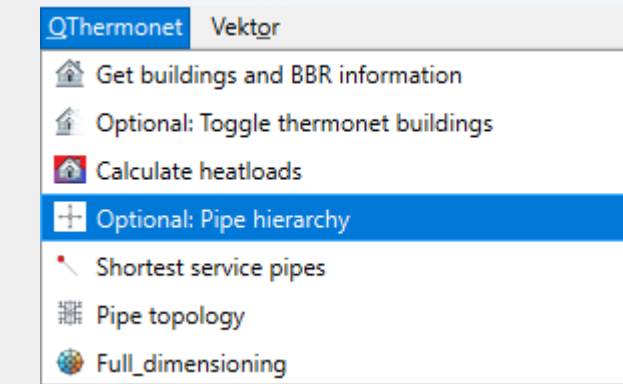 QThermonet Vektor
Get buildings and BBR information
Optional: Toggle thermonet buildings
Calculate heatloads
Optional: Pipe hierarchy
Shortest service pipes
Pipe topology
Full_dimensioning